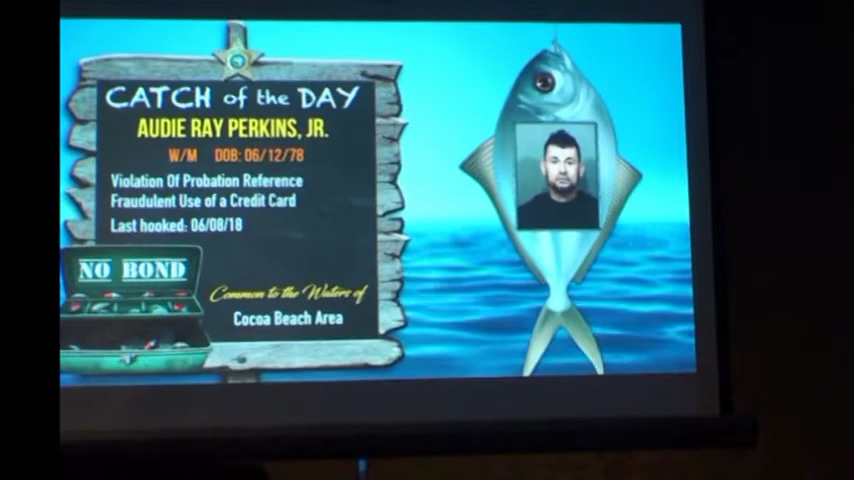 CATCH of the DAY
AUDIE RAY PERKINS, JR.
W/M DOB: 06/12/78
Violation Of Probation Reference
Fraudulent Use of a Credit Card
Last hooked: 06/08/18
NO BOND
Common to the Waters of
Cocoa Beach Area